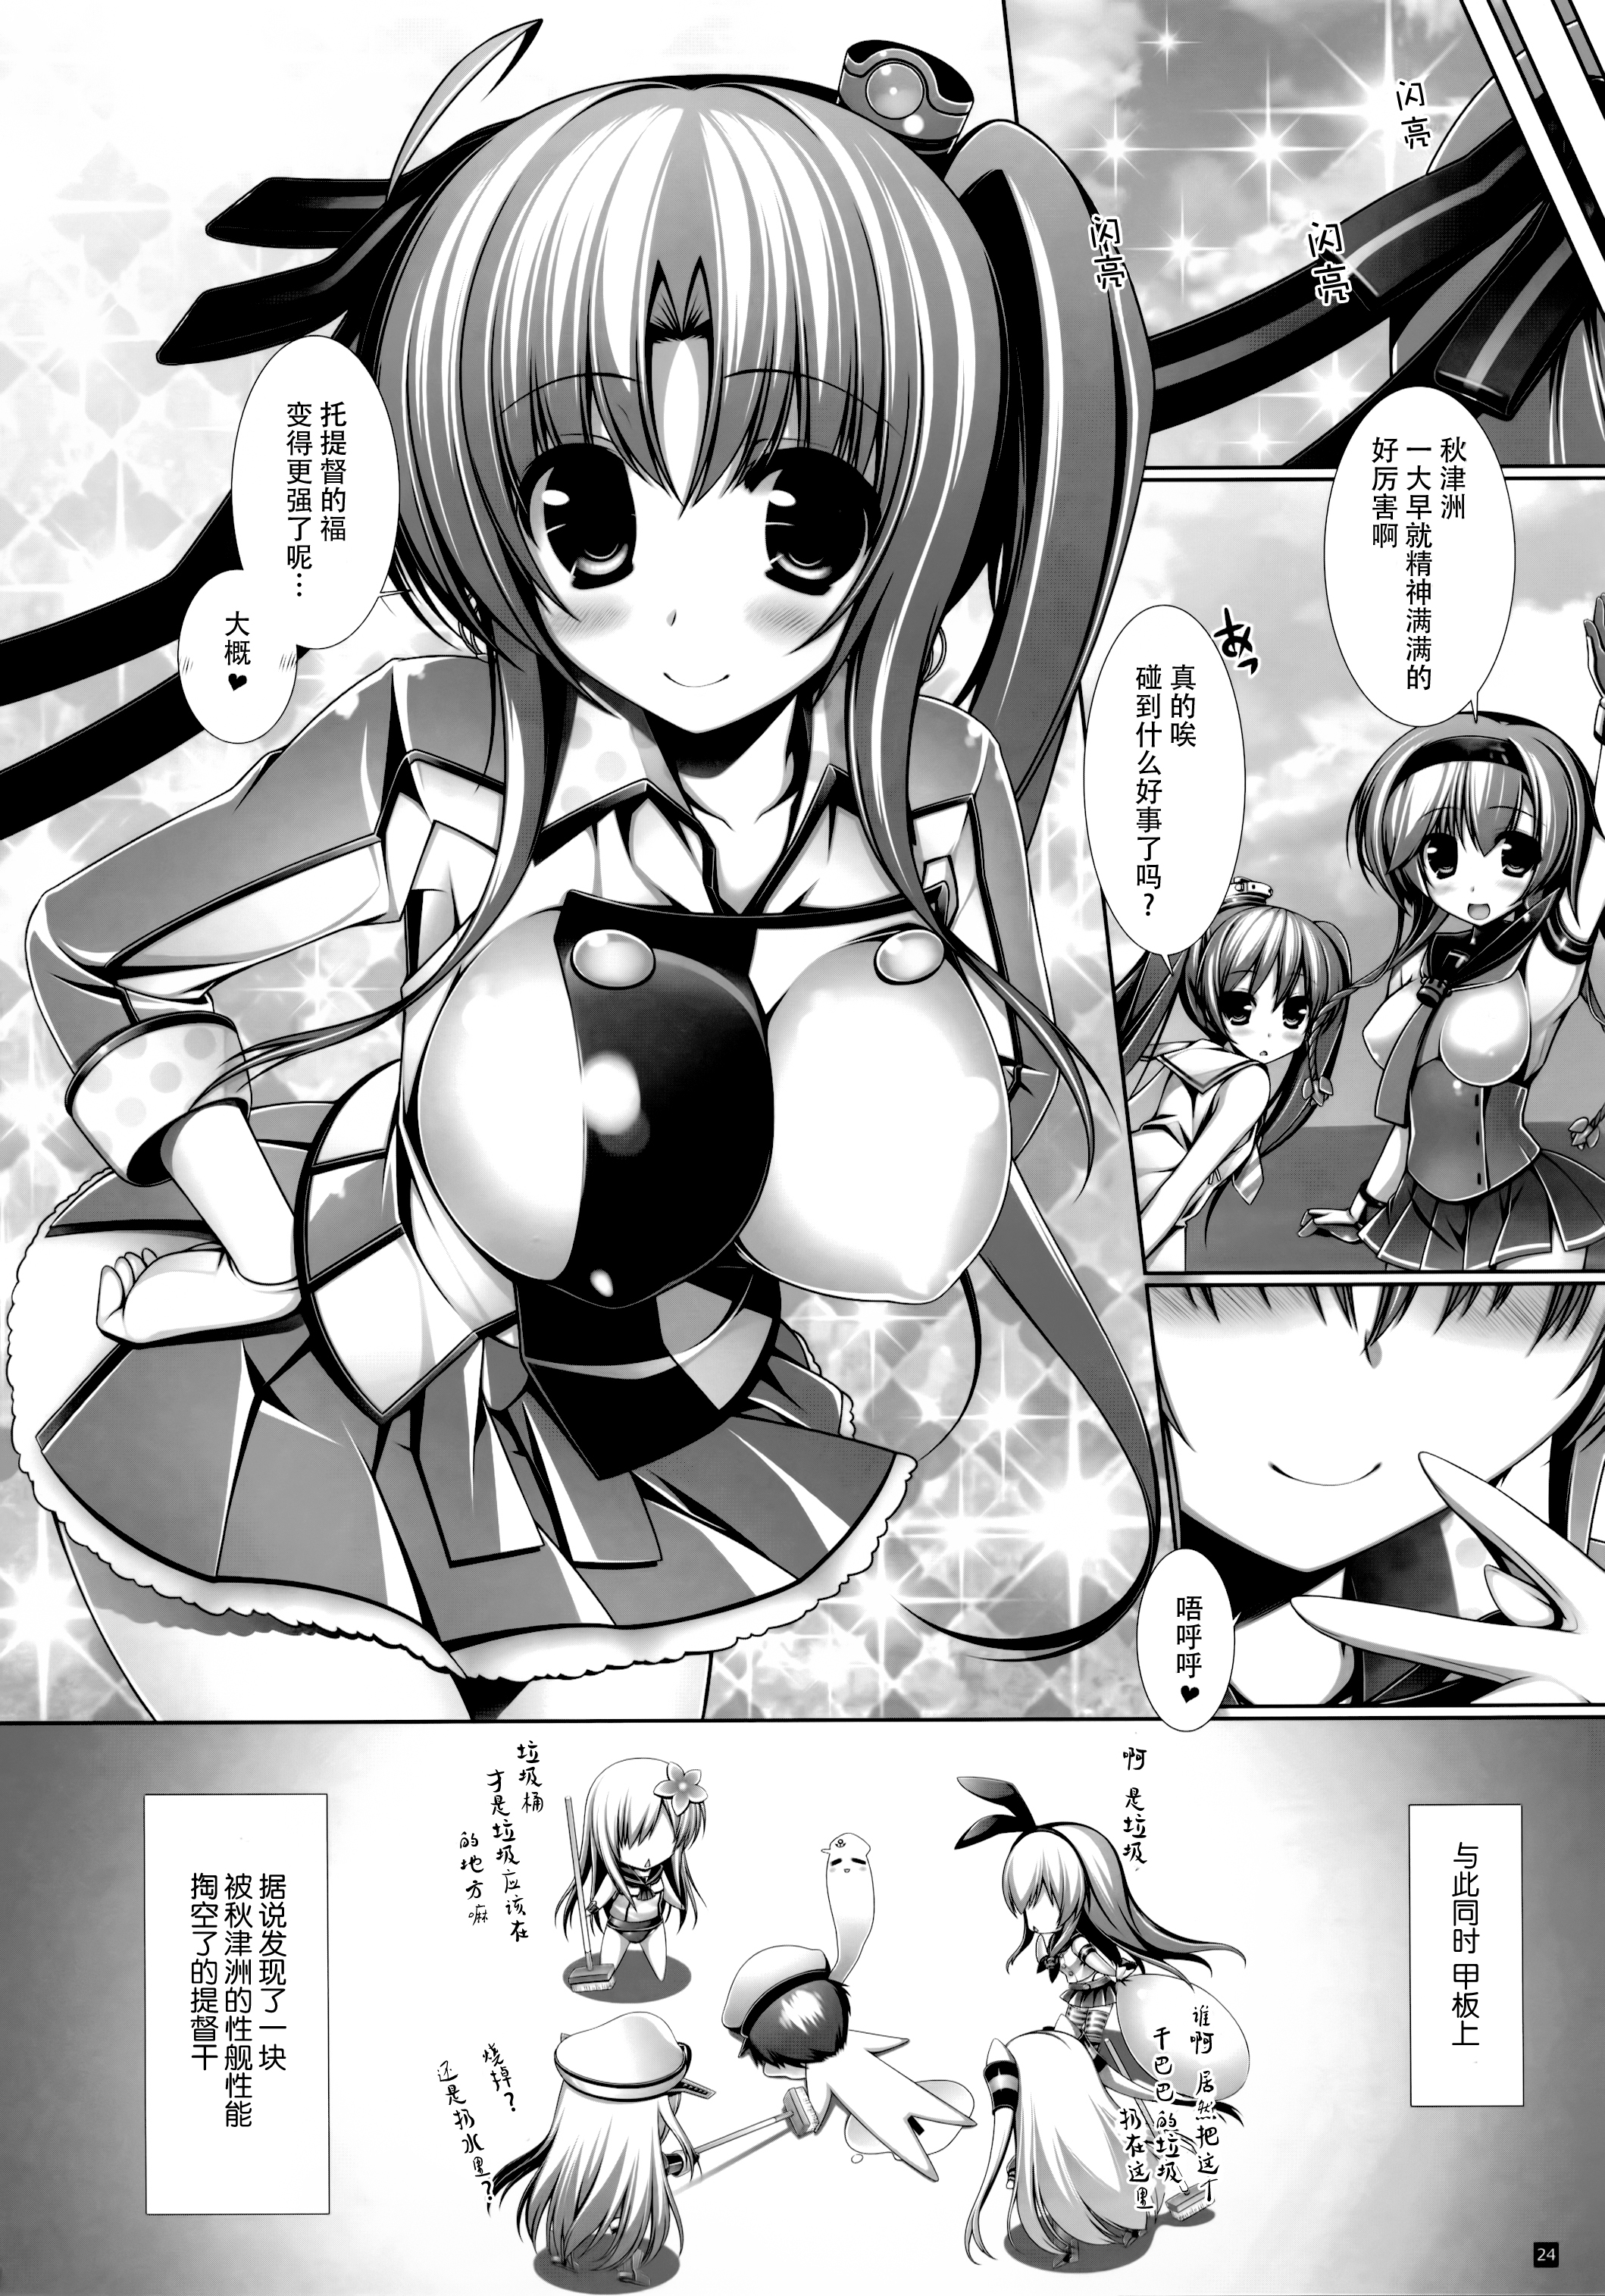 闪亮
闪亮
闪亮
秋津洲
一大早就精神满满的
好厉害啊
あっ
真的唉
碰到什么好事了吗？
唔呼呼♥
托提督的福
变得更强了呢…
大概♥
与此同时 甲板上
啊 是垃圾
谁啊 居然把这个
干巴巴的垃圾
扔在这里
垃圾桶
才是垃圾应该在
的地方嘛
烧掉？
还是扔水里？
据说发现了一块
被秋津洲的性舰性能
掏空了的提督干
24